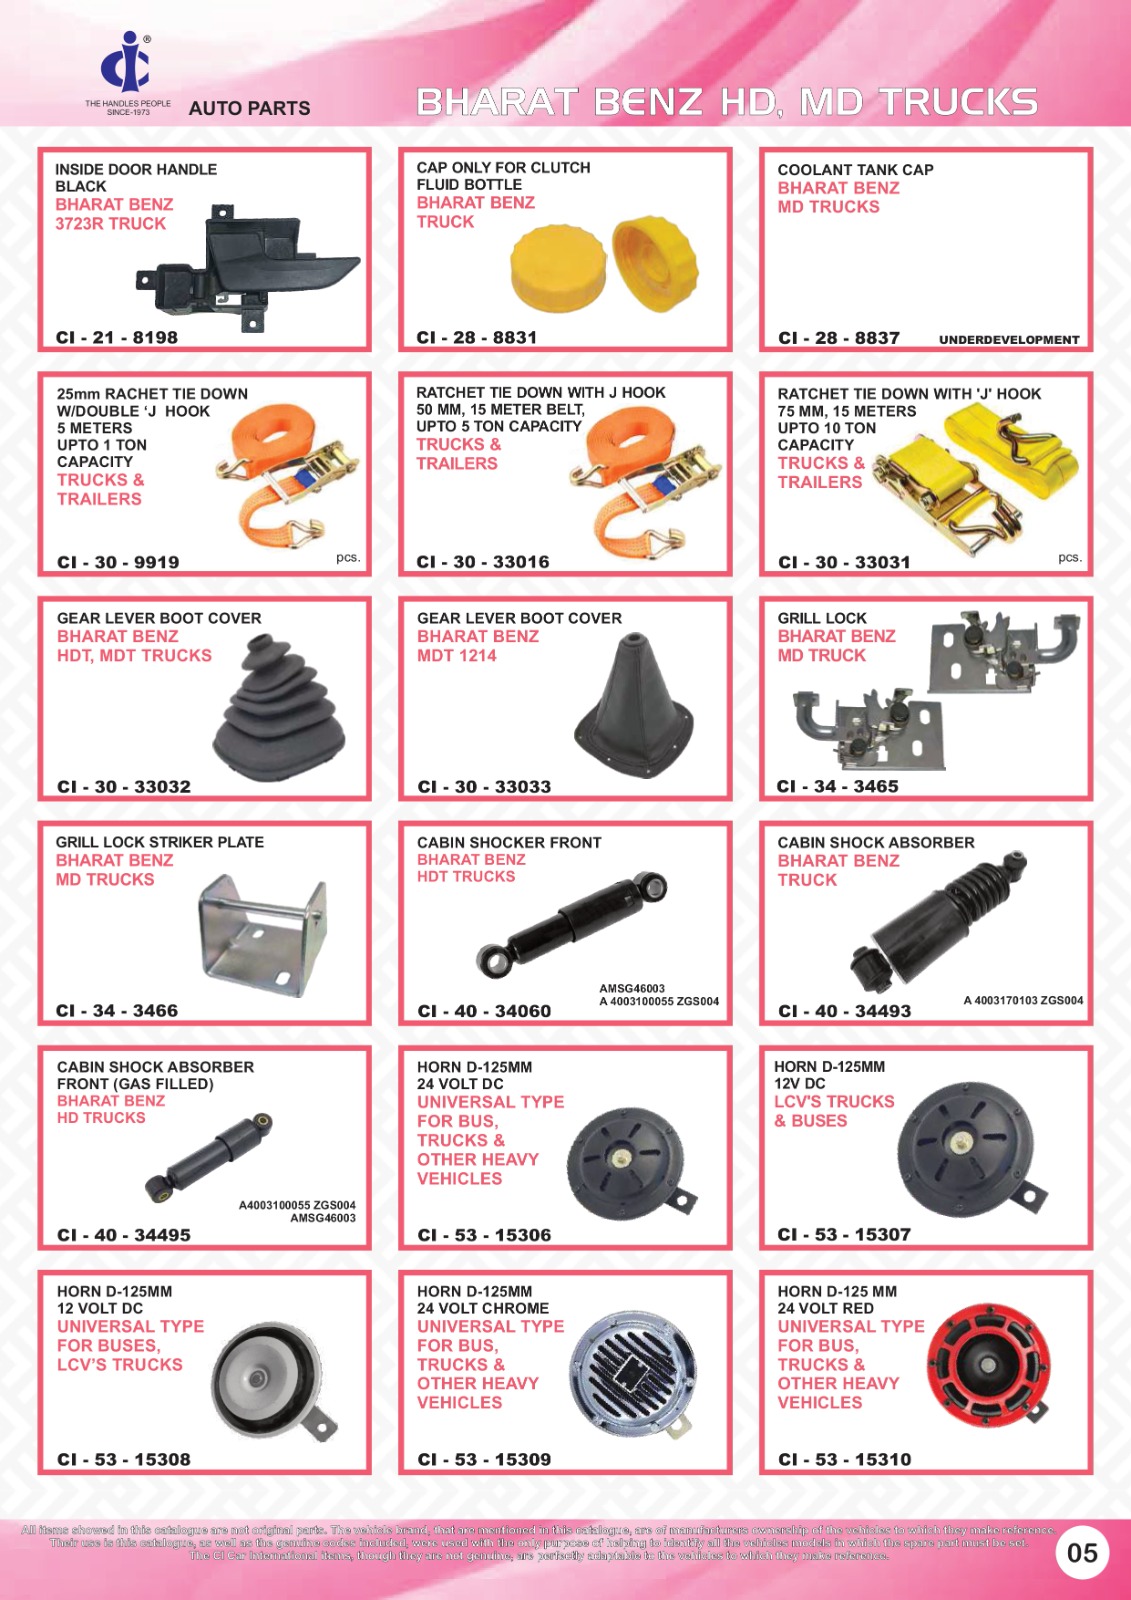 ®
THE HANDLES PEOPLE
SINCE-1973
AUTO PARTS
BHARAT BENZ HD, MD TRUCKS
INSIDE DOOR HANDLE
BLACK
BHARAT BENZ
3723R TRUCK
CI - 21 - 8198
CAP ONLY FOR CLUTCH
FLUID BOTTLE
BHARAT BENZ
TRUCK
CI - 28 - 8831
COOLANT TANK CAP
BHARAT BENZ
MD TRUCKS
CI - 28 - 8837
UNDERDEVELOPMENT
25mm RACHET TIE DOWN
W/DOUBLE ‘J HOOK
5 METERS
UPTO 1 TON
CAPACITY
TRUCKS &
TRAILERS
CI - 30 - 9919
pcs.
RATCHET TIE DOWN WITH J HOOK
50 MM, 15 METER BELT,
UPTO 5 TON CAPACITY
TRUCKS &
TRAILERS
CI - 30 - 33016
RATCHET TIE DOWN WITH 'J' HOOK
75 MM, 15 METERS
UPTO 10 TON
CAPACITY
TRUCKS &
TRAILERS
CI - 30 - 33031
pcs.
GEAR LEVER BOOT COVER
BHARAT BENZ
HDT, MDT TRUCKS
CI - 30 - 33032
GEAR LEVER BOOT COVER
BHARAT BENZ
MDT 1214
CI - 30 - 33033
GRILL LOCK
BHARAT BENZ
MD TRUCK
CI - 34 - 3465
GRILL LOCK STRIKER PLATE
BHARAT BENZ
MD TRUCKS
CI - 34 - 3466
CABIN SHOCKER FRONT
BHARAT BENZ
HDT TRUCKS
AMSG46003
A 4003100055 ZGS004
CI - 40 - 34060
CABIN SHOCK ABSORBER
BHARAT BENZ
TRUCK
A 4003170103 ZGS004
CI - 40 - 34493
CABIN SHOCK ABSORBER
FRONT (GAS FILLED)
BHARAT BENZ
HD TRUCKS
A4003100055 ZGS004
AMSG46003
CI - 40 - 34495
HORN D-125MM
24 VOLT DC
UNIVERSAL TYPE
FOR BUS,
TRUCKS &
OTHER HEAVY
VEHICLES
CI - 53 - 15306
HORN D-125MM
12V DC
LCV'S TRUCKS
& BUSES
CI - 53 - 15307
HORN D-125MM
12 VOLT DC
UNIVERSAL TYPE
FOR BUSES,
LCV’S TRUCKS
CI - 53 - 15308
HORN D-125MM
24 VOLT CHROME
UNIVERSAL TYPE
FOR BUS,
TRUCKS &
OTHER HEAVY
VEHICLES
CI - 53 - 15309
HORN D-125 MM
24 VOLT RED
UNIVERSAL TYPE
FOR BUS,
TRUCKS &
OTHER HEAVY
VEHICLES
CI - 53 - 15310
All items showed in this catalogue are not original parts. The vehicle brand, that are mentioned in this catalogue, are of manufacturers ownership of the vehicles to which they make reference.
Their use is this catalogue, as well as the genuine codes included, were used with the only purpose of helping to identify all the vehicles models in which the spare part must be set.
The CI Car International items, though they are not genuine, are perfectly adaptable to the vehicles to which they make reference.
05